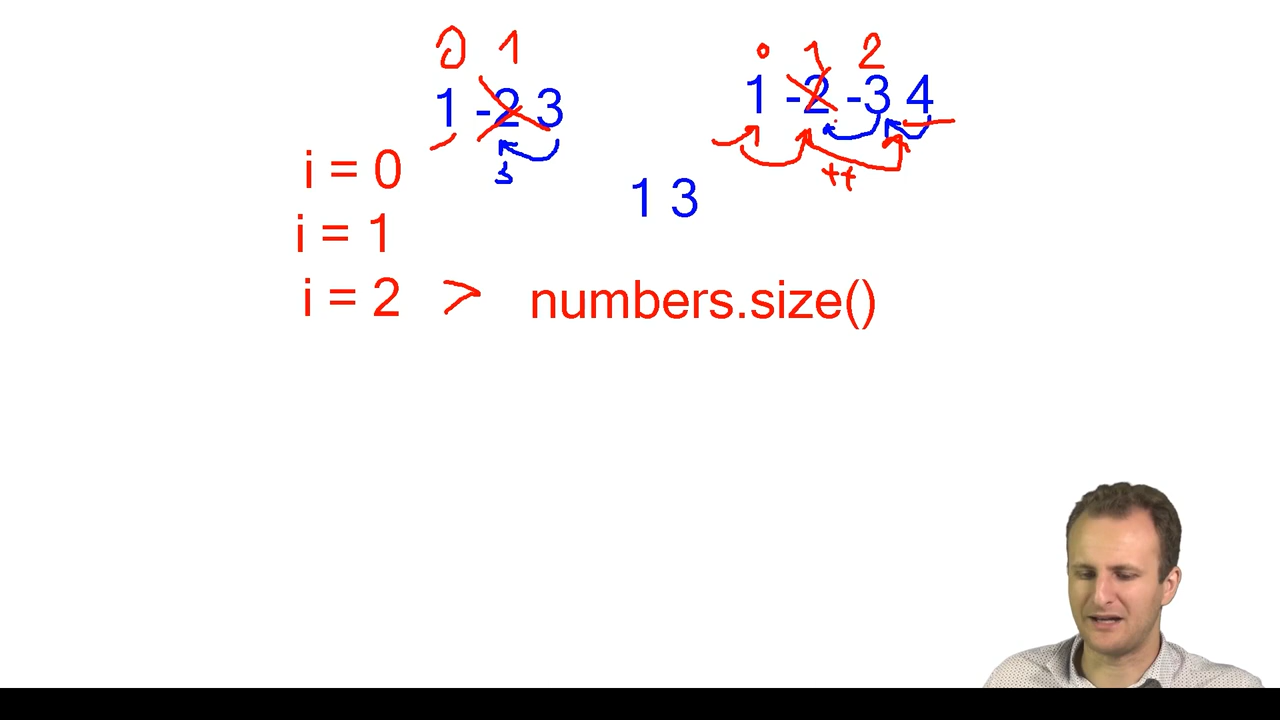 0 1
1 -2 3
3
0 1 2
1 -2 -3 4
++
i = 0
1 3
i = 1
i = 2 > numbers.size()